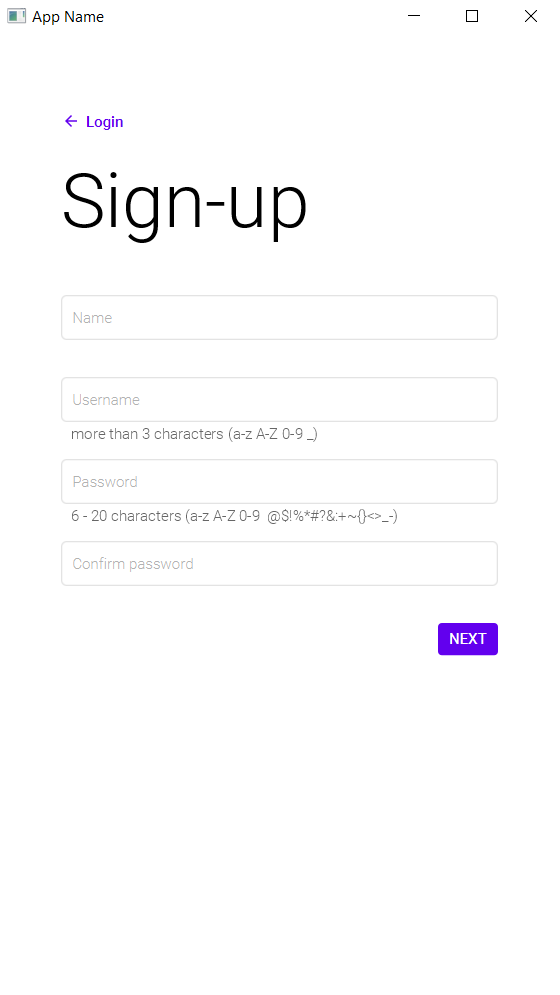 App Name
Login
Sign-up
Name
Username
more than 3 characters (a-z A-Z 0-9 _)
Password
6 - 20 characters (a-z A-Z 0-9  @$!%*#?&:+~{}<>_-)
Confirm password
NEXT